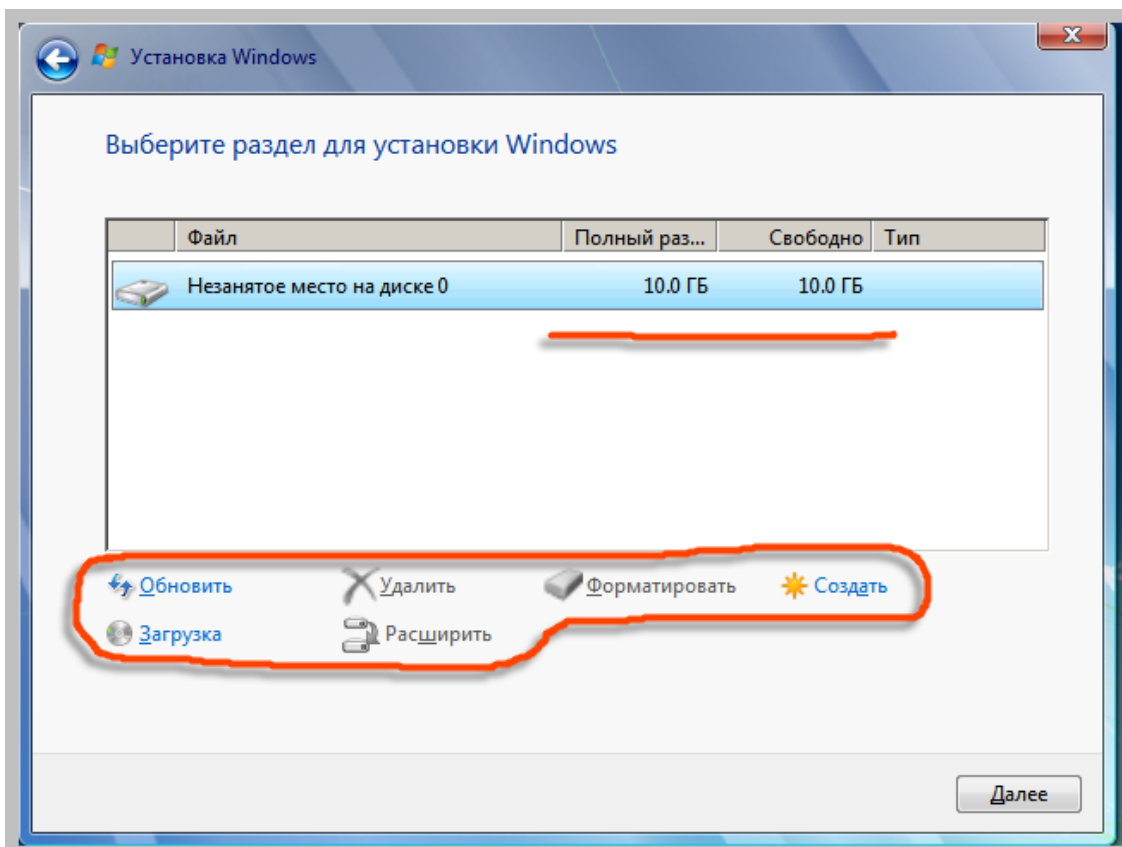 Установка Windows
Выберите раздел для установки Windows
Файл Полный раз... Свободно Тип
Незанятое место на диске 0 10.0 ГБ 10.0 ГБ
Обновить Удалить Форматировать Создать
Загрузка Расширить
Далее